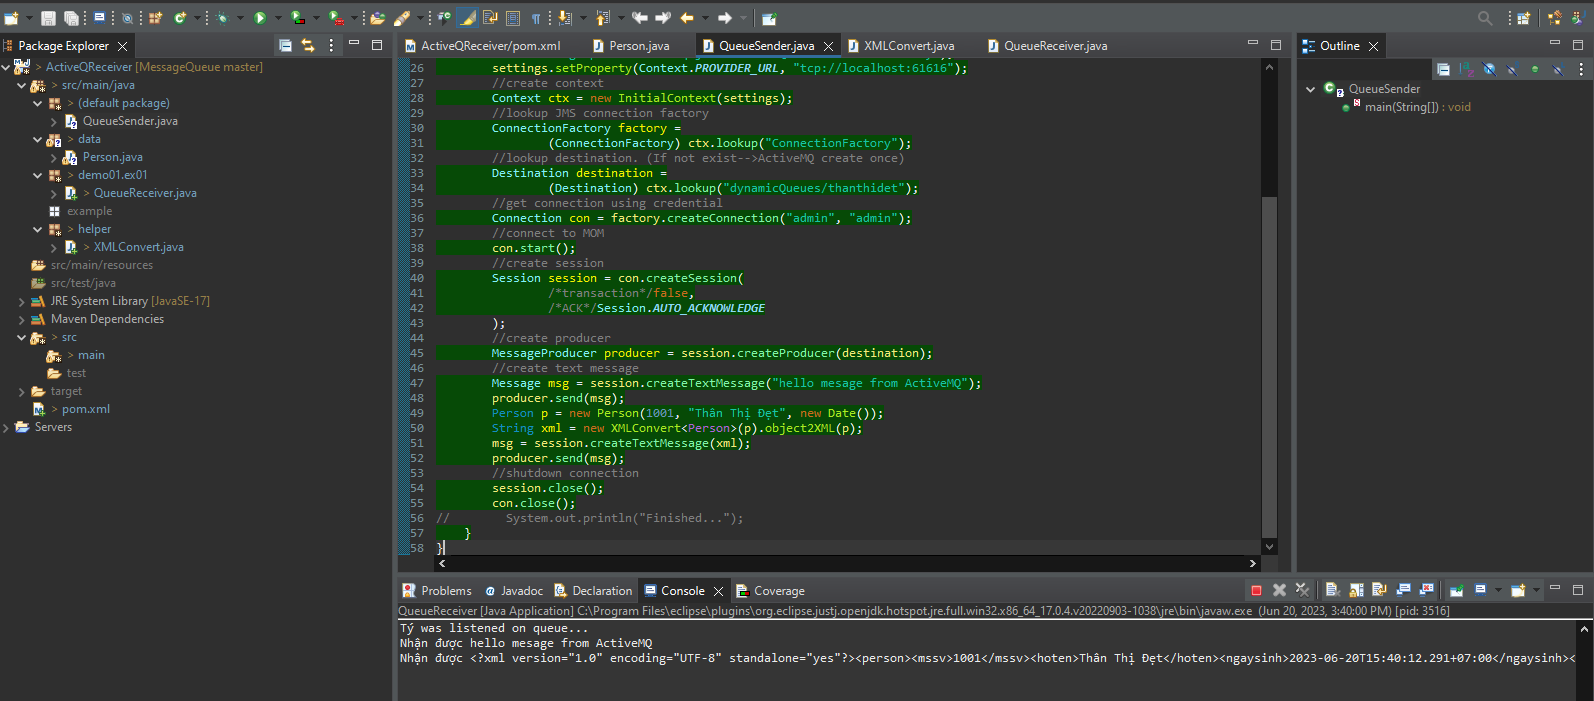 Package Explorer
ActiveQReceiver/pom.xml
Person.java
QueueSender.java
XMLConvert.java
QueueReceiver.java
Outline
> ActiveQReceiver [MessageQueue master]
> src/main/java
> (default package)
QueueSender.java
> data
Person.java
> demo01.ex01
> QueueReceiver.java
example
> helper
> XMLConvert.java
src/main/resources
src/test/java
JRE System Library [JavaSE-17]
Maven Dependencies
> src
> main
test
target
> pom.xml
Servers
26 settings.setProperty(Context.PROVIDER_URL, "tcp://localhost:61616");
27 //create context
28 Context ctx = new InitialContext(settings);
29 //lookup JMS connection factory
30 ConnectionFactory factory =
31 (ConnectionFactory) ctx.lookup("ConnectionFactory");
32 //lookup destination. (If not exist-->ActiveMQ create once)
33 Destination destination =
34 (Destination) ctx.lookup("dynamicQueues/thanthidet");
35 //get connection using credential
36 Connection con = factory.createConnection("admin", "admin");
37 //connect to MOM
38 con.start();
39 //create session
40 Session session = con.createSession(
41 /*transaction*/false,
42 /*ACK*/Session.AUTO_ACKNOWLEDGE
43 );
44 //create producer
45 MessageProducer producer = session.createProducer(destination);
46 //create text message
47 Message msg = session.createTextMessage("hello mesage from ActiveMQ");
48 producer.send(msg);
49 Person p = new Person(1001, "Thân Thị Đẹt", new Date());
50 String xml = new XMLConvert<Person>(p).object2XML(p);
51 msg = session.createTextMessage(xml);
52 producer.send(msg);
53 //shutdown connection
54 session.close();
55 con.close();
56 // System.out.println("Finished...");
57 }
58 }
QueueSender
main(String[]) : void
Problems
Javadoc
Declaration
Console
Coverage
QueueReceiver [Java Application] C:\Program Files\eclipse\plugins\org.eclipse.justj.openjdk.hotspot.jre.full.win32.x86_64_17.0.4.v20220903-1038\jre\bin\javaw.exe (Jun 20, 2023, 3:40:00 PM) [pid: 3516]
Tý was listened on queue...
Nhận được hello mesage from ActiveMQ
Nhận được <?xml version="1.0" encoding="UTF-8" standalone="yes"?><person><mssv>1001</mssv><hoten>Thân Thị Đẹt</hoten><ngaysinh>2023-06-20T15:40:12.291+07:00</ngaysinh><